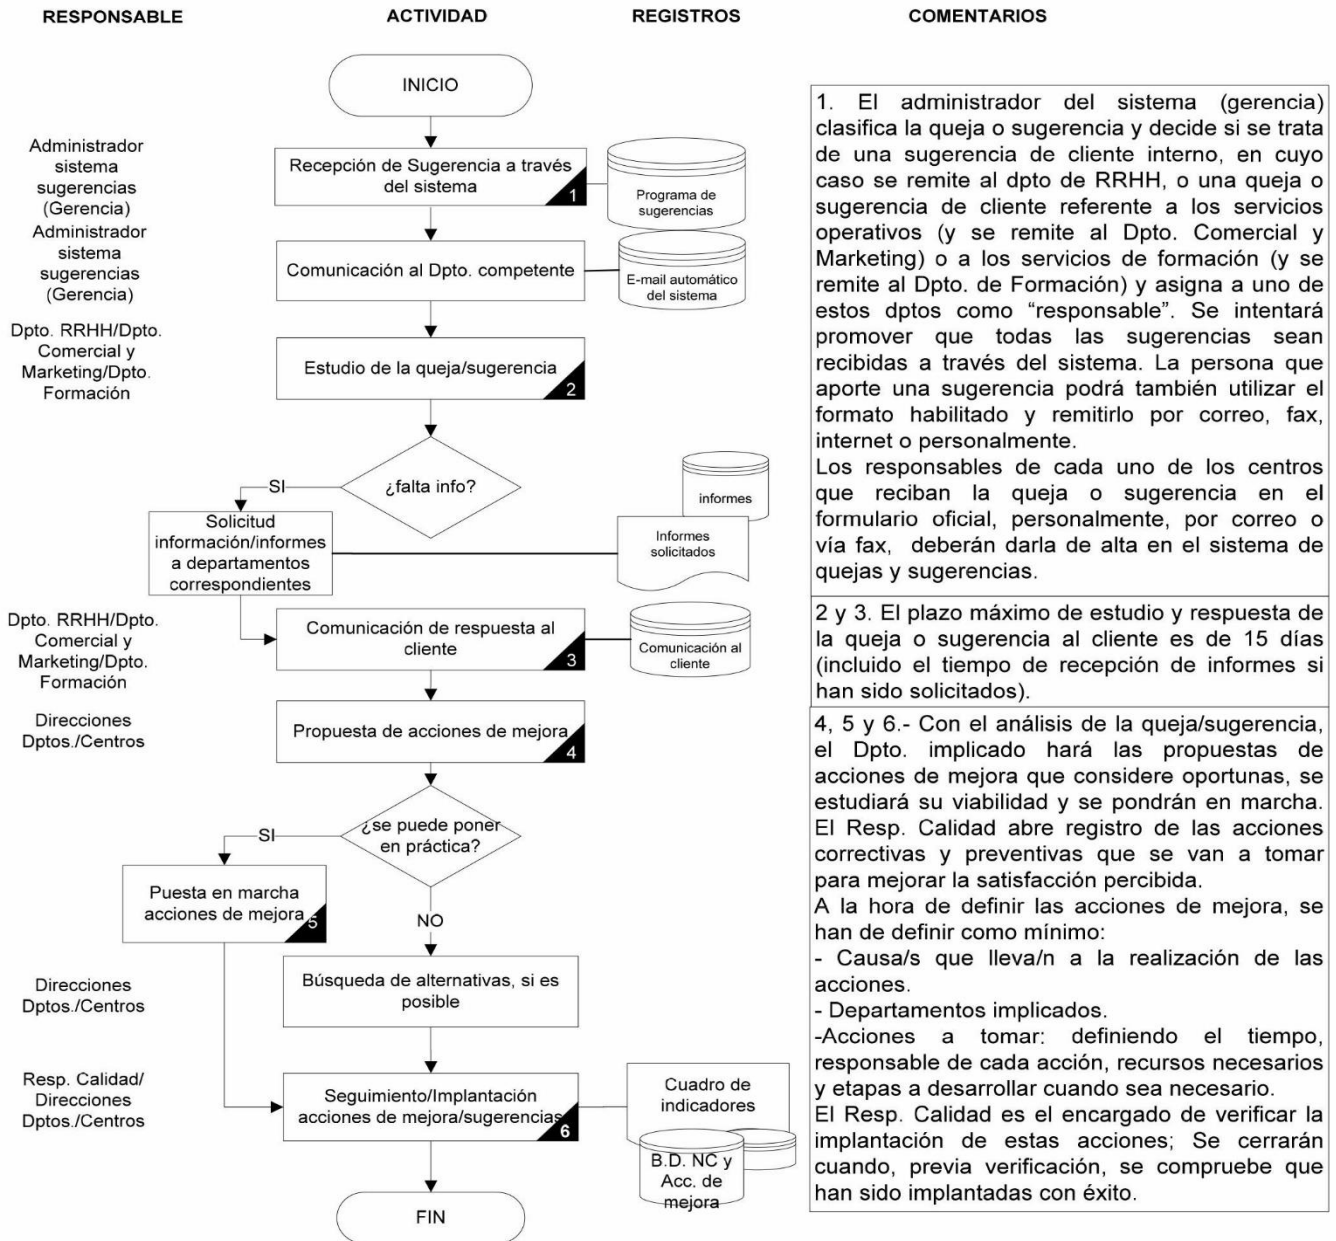 RESPONSABLE
ACTIVIDAD
REGISTROS
COMENTARIOS
INICIO
Administrador
sistema
sugerencias
(Gerencia)
Recepción de Sugerencia a través
del sistema
1
Programa de
sugerencias
Administrador
sistema
sugerencias
(Gerencia)
Comunicación al Dpto. competente
E-mail automático
del sistema
Dpto. RRHH/Dpto.
Comercial y
Marketing/Dpto.
Formación
Estudio de la queja/sugerencia
2
¿falta info?
SI
informes
Solicitud
información/informes
a departamentos
correspondientes
Informes
solicitados
Dpto. RRHH/Dpto.
Comercial y
Marketing/Dpto.
Formación
Comunicación de respuesta al
cliente
3
Comunicación al
cliente
Direcciones
Dptos./Centros
Propuesta de acciones de mejora
4
¿se puede poner
en práctica?
SI
Puesta en marcha
acciones de mejora
5
NO
Direcciones
Dptos./Centros
Búsqueda de alternativas, si es
posible
Resp. Calidad/
Direcciones
Dptos./Centros
Seguimiento/Implantación
acciones de mejora/sugerencias
6
Cuadro de
indicadores
B.D. NC y
Acc. de
mejora
FIN
1. El administrador del sistema (gerencia)
clasifica la queja o sugerencia y decide si se trata
de una sugerencia de cliente interno, en cuyo
caso se remite al dpto de RRHH, o una queja o
sugerencia de cliente referente a los servicios
operativos (y se remite al Dpto. Comercial y
Marketing) o a los servicios de formación (y se
remite al Dpto. de Formación) y asigna a uno de
estos dptos como “responsable”. Se intentará
promover que todas las sugerencias sean
recibidas a través del sistema. La persona que
aporte una sugerencia podrá también utilizar el
formato habilitado y remitirlo por correo, fax,
internet o personalmente.
Los responsables de cada uno de los centros
que reciban la queja o sugerencia en el
formulario oficial, personalmente, por correo o
vía fax, deberán darla de alta en el sistema de
quejas y sugerencias.
2 y 3. El plazo máximo de estudio y respuesta de
la queja o sugerencia al cliente es de 15 días
(incluido el tiempo de recepción de informes si
han sido solicitados).
4, 5 y 6.- Con el análisis de la queja/sugerencia,
el Dpto. implicado hará las propuestas de
acciones de mejora que considere oportunas, se
estudiará su viabilidad y se pondrán en marcha.
El Resp. Calidad abre registro de las acciones
correctivas y preventivas que se van a tomar
para mejorar la satisfacción percibida.
A la hora de definir las acciones de mejora, se
han de definir como mínimo:
- Causa/s que lleva/n a la realización de las
acciones.
- Departamentos implicados.
-Acciones a tomar: definiendo el tiempo,
responsable de cada acción, recursos necesarios
y etapas a desarrollar cuando sea necesario.
El Resp. Calidad es el encargado de verificar la
implantación de estas acciones; Se cerrarán
cuando, previa verificación, se compruebe que
han sido implantadas con éxito.